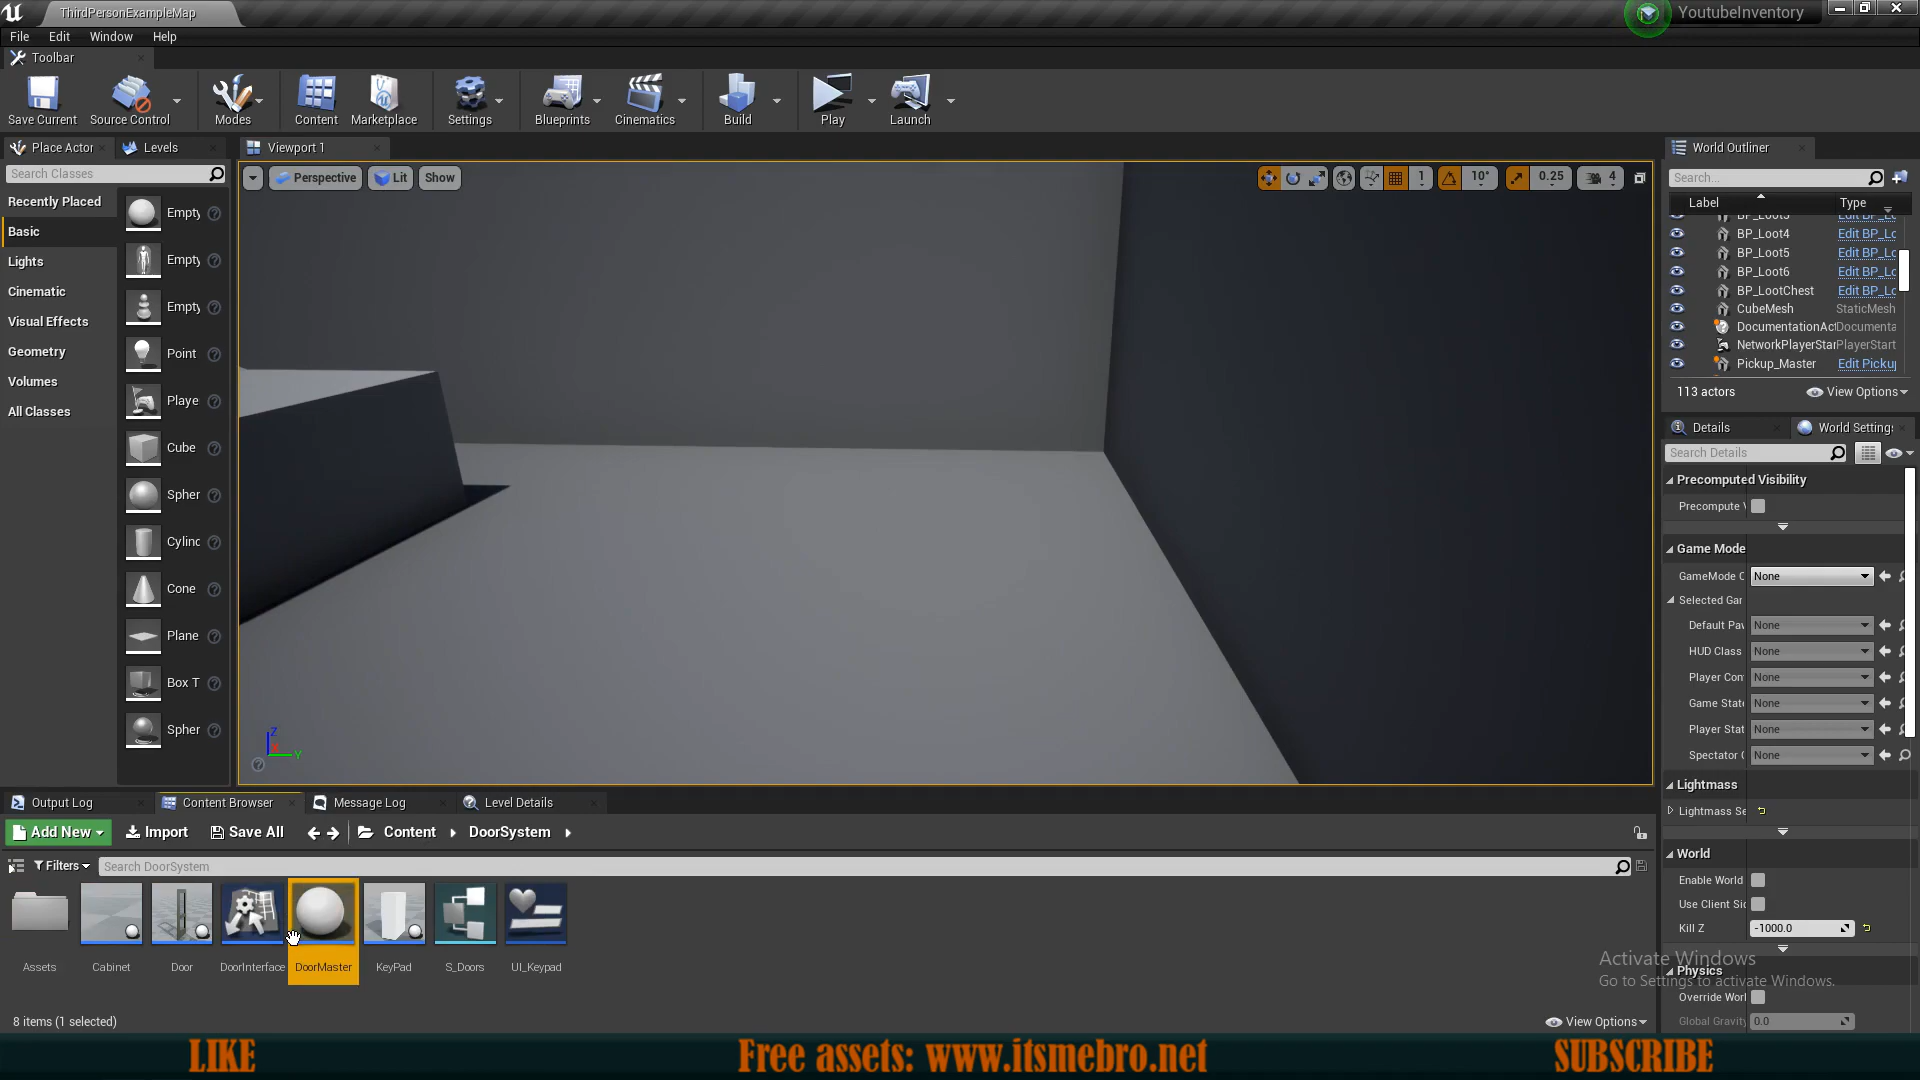 ThirdPersonExampleMap
YoutubeInventory
File Edit Window Help
Toolbar
Save Current Source Control Modes Content Marketplace Settings Blueprints Cinematics Build Play Launch
Place Actor Levels Viewport 1 World Outliner
Search Classes
Perspective Lit Show 1 10° 0.25 4
Search...
Label Type
Recently Placed
Basic
Lights
Cinematic
Visual Effects
Geometry
Volumes
All Classes
Empty
Empty
Empty
Point
Playe
Cube
Spher
Cylinc
Cone
Plane
Box T
Spher
BP_Loot3 Edit BP_Lo
BP_Loot4 Edit BP_Lo
BP_Loot5 Edit BP_Lo
BP_Loot6 Edit BP_Lo
BP_LootChest Edit BP_Lo
CubeMesh StaticMesh
DocumentationAct Documenta
NetworkPlayerStar PlayerStart
Pickup_Master Edit Pickup
113 actors View Options
Details World Settings
Search Details
Precomputed Visibility
Precompute V
Game Mode
GameMode O None
Selected Gar
Default Paw None
HUD Class None
Player Con None
Game Stat None
Player Stat None
Spectator C None
Lightmass
Lightmass Se
World
Enable World
Use Client Sid
Kill Z -1000.0
Physics
Override Worl
Global Gravity 0.0
Z
X
Y
Output Log Content Browser Message Log Level Details
Add New Import Save All Content DoorSystem
Filters Search DoorSystem
Assets Cabinet Door DoorInterface DoorMaster KeyPad S_Doors UI_Keypad
8 items (1 selected) View Options
Activate Windows
Go to Settings to activate Windows.
LIKE Free assets: www.itsmebro.net SUBSCRIBE